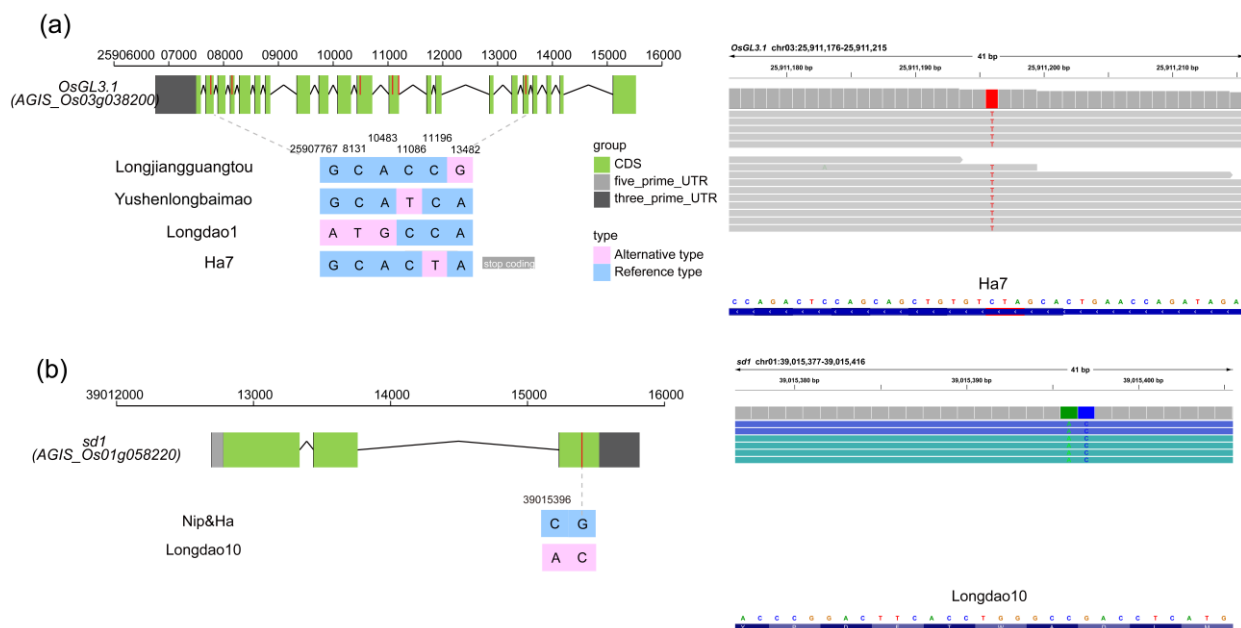 (a)
25906000 07000 08000 09000 10000 11000 12000 13000 14000 15000 16000
OsGL3.1
(AGIS_Os03g038200)
25907767 8131 10483 11086 11196 13482
Longjiangguangtou G C A C C G
Yushenlongbaimao G C A T C A
Longdao1 A T G C C A
Ha7 G C A C T A stop coding
group
CDS
five_prime_UTR
three_prime_UTR
type
Alternative type
Reference type
OsGL3.1 chr03:25,911,176-25,911,215
41 bp
25,911,180 bp 25,911,190 bp 25,911,200 bp 25,911,210 bp
T
T
T
T
T
T
T
T
T
T
Ha7
C C A G A C T C C A G C A G C T G T G T C T A G C A C T G A A C C A G A T A G A
(b)
39012000 13000 14000 15000 16000
sd1
(AGIS_Os01g058220)
39015396
Nip&Ha C G
Longdao10 A C
sd1 chr01:39,015,377-39,015,416
41 bp
39,015,380 bp 39,015,390 bp 39,015,400 bp
A C
A C
A C
A C
A C
A C
Longdao10
A C C C G G A C T T C A C C T G G G C C G A C C T C A T G